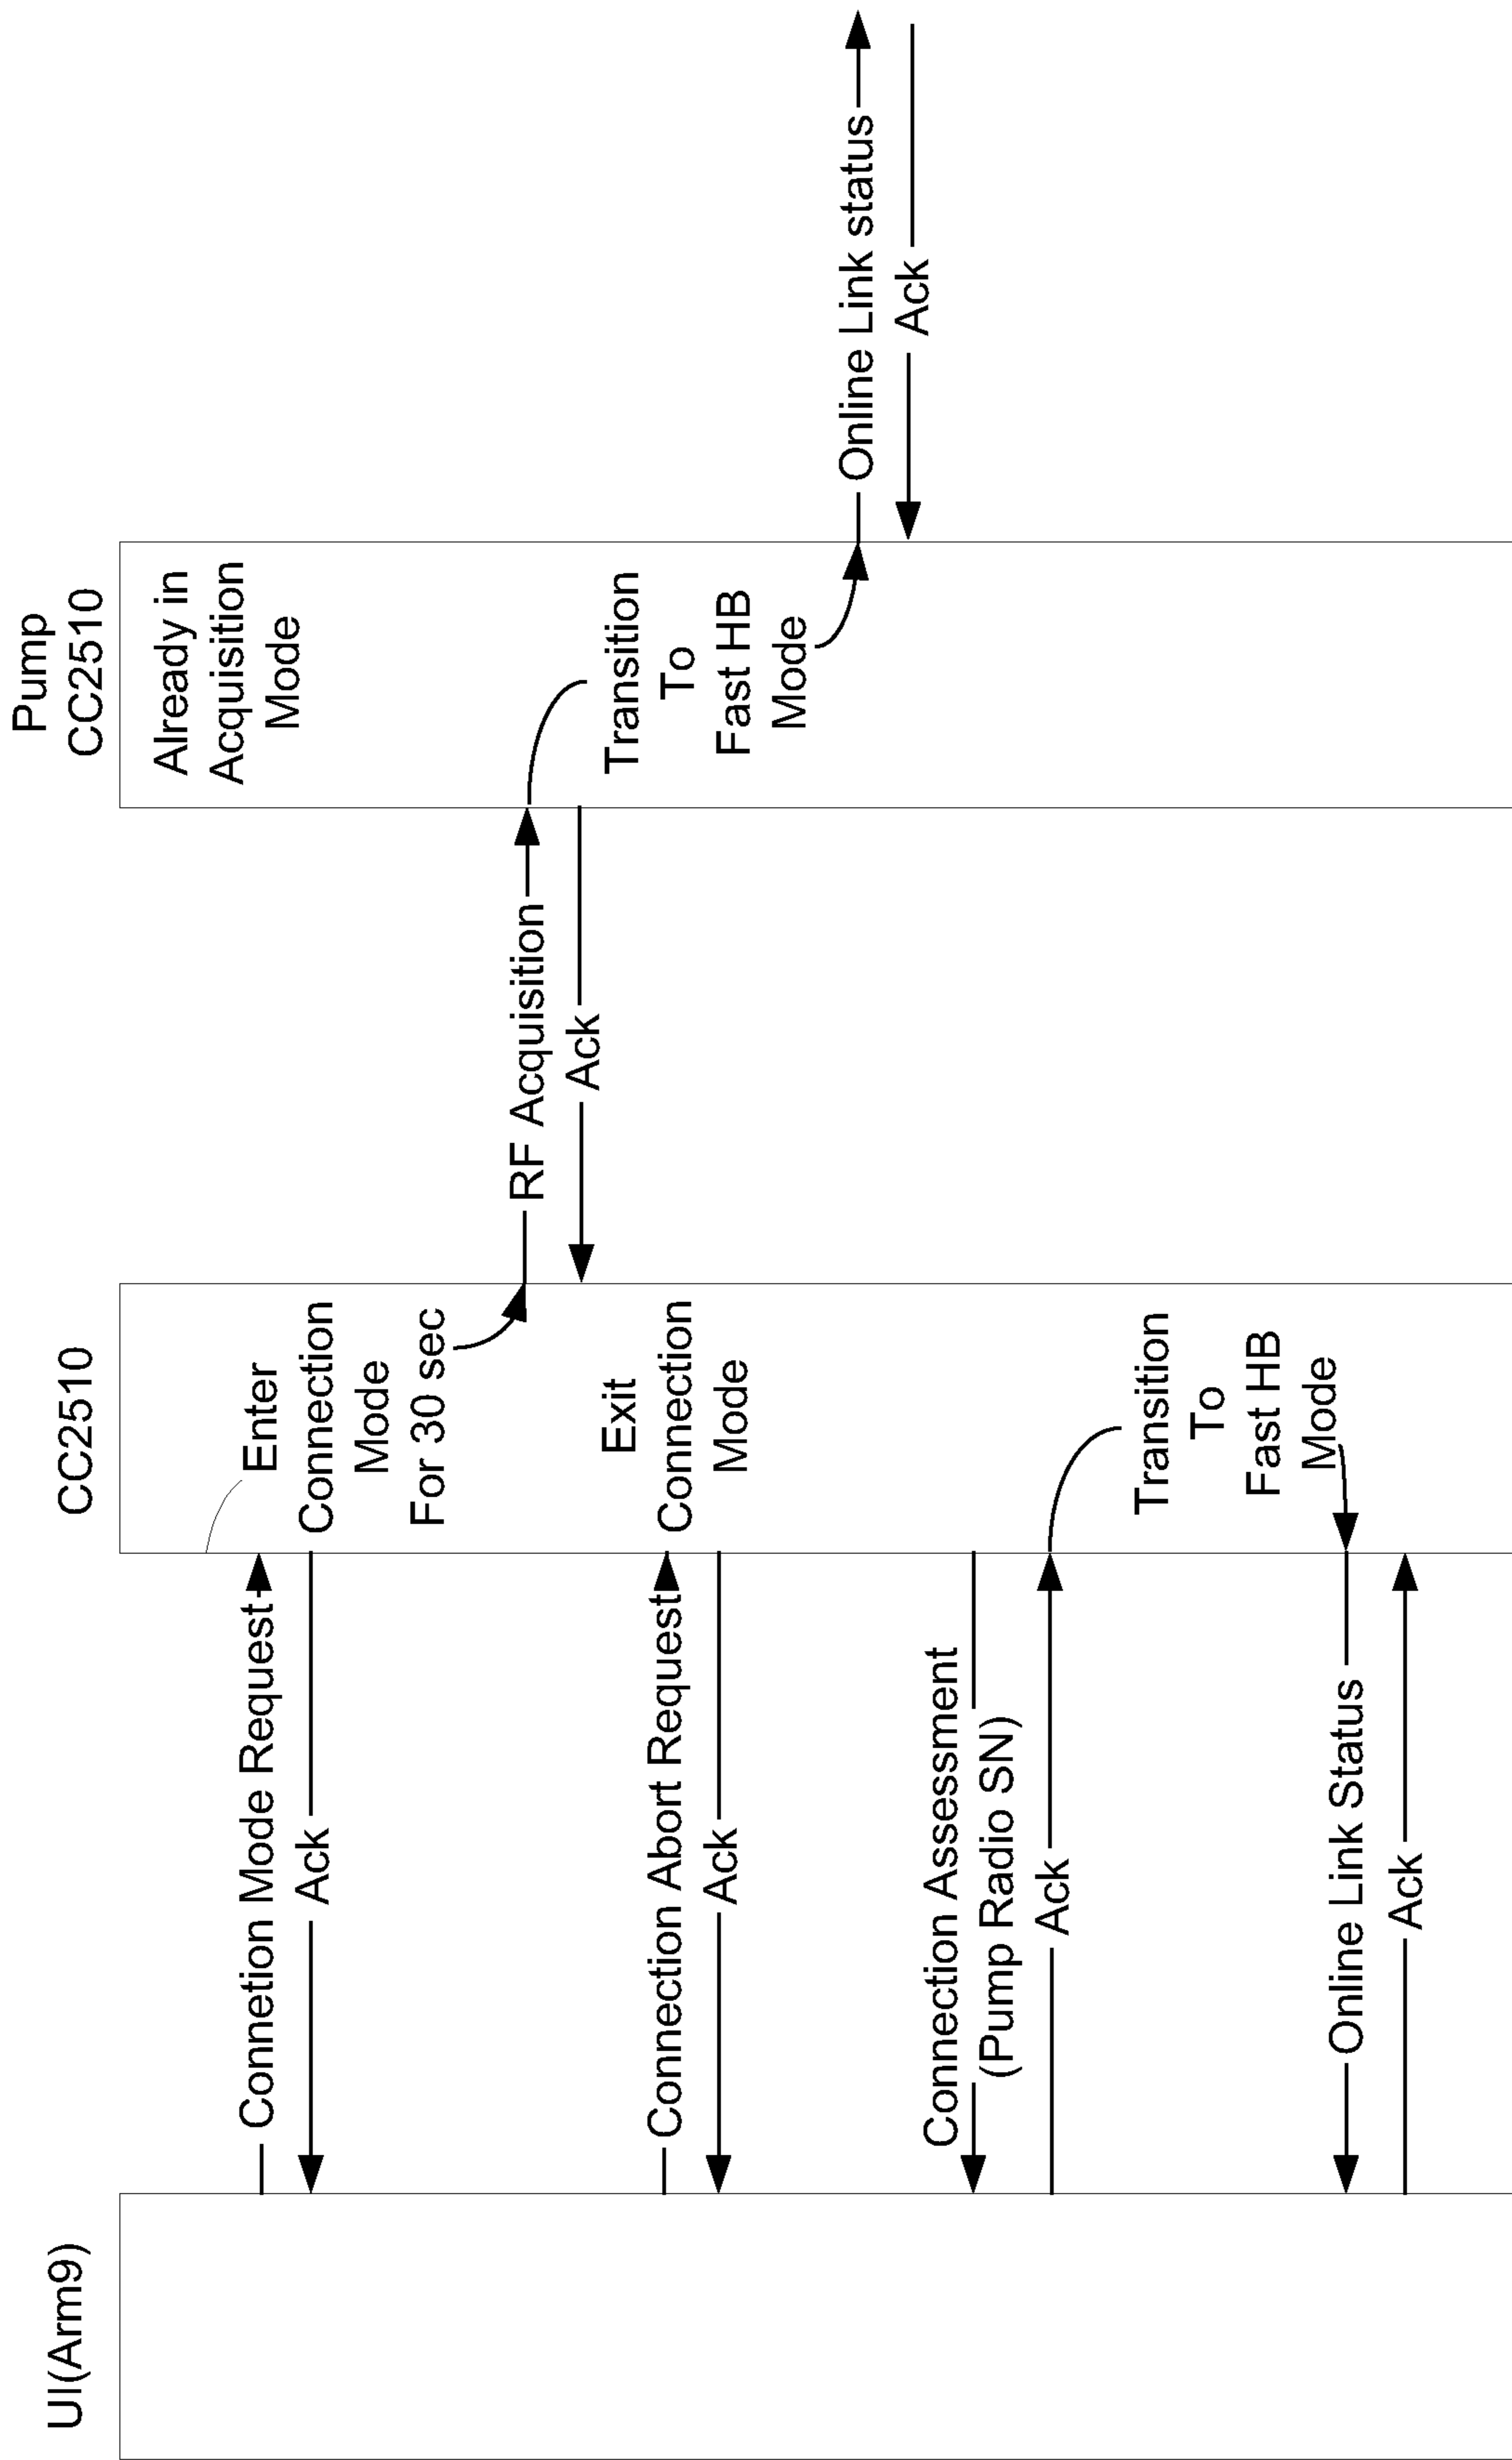 UI(Arm9)
CC2510
Pump
CC2510
Connetion Mode Request
Ack
Enter
Connection
Mode
For 30 sec
Already in
Acquisition
Mode
RF Acquisition
Ack
Connection Abort Request
Ack
Exit
Connection
Mode
Transition
To
Fast HB
Mode
Online Link status
Ack
Connection Assessment
(Pump Radio SN)
Ack
Transition
To
Fast HB
Mode
Online Link Status
Ack